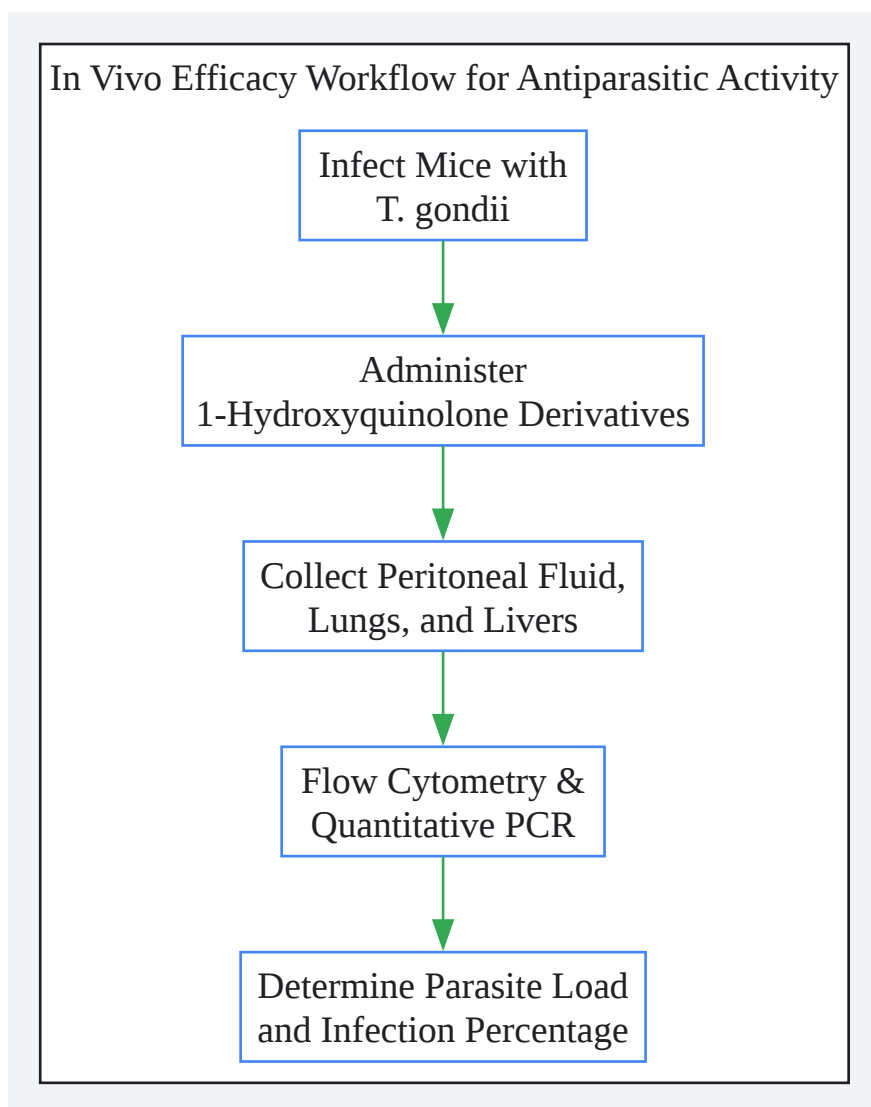 In Vivo Efficacy Workflow for Antiparasitic Activity
Infect Mice with
T. gondii
Administer
1-Hydroxyquinolone Derivatives
Collect Peritoneal Fluid,
Lungs, and Livers
Flow Cytometry &
Quantitative PCR
Determine Parasite Load
and Infection Percentage